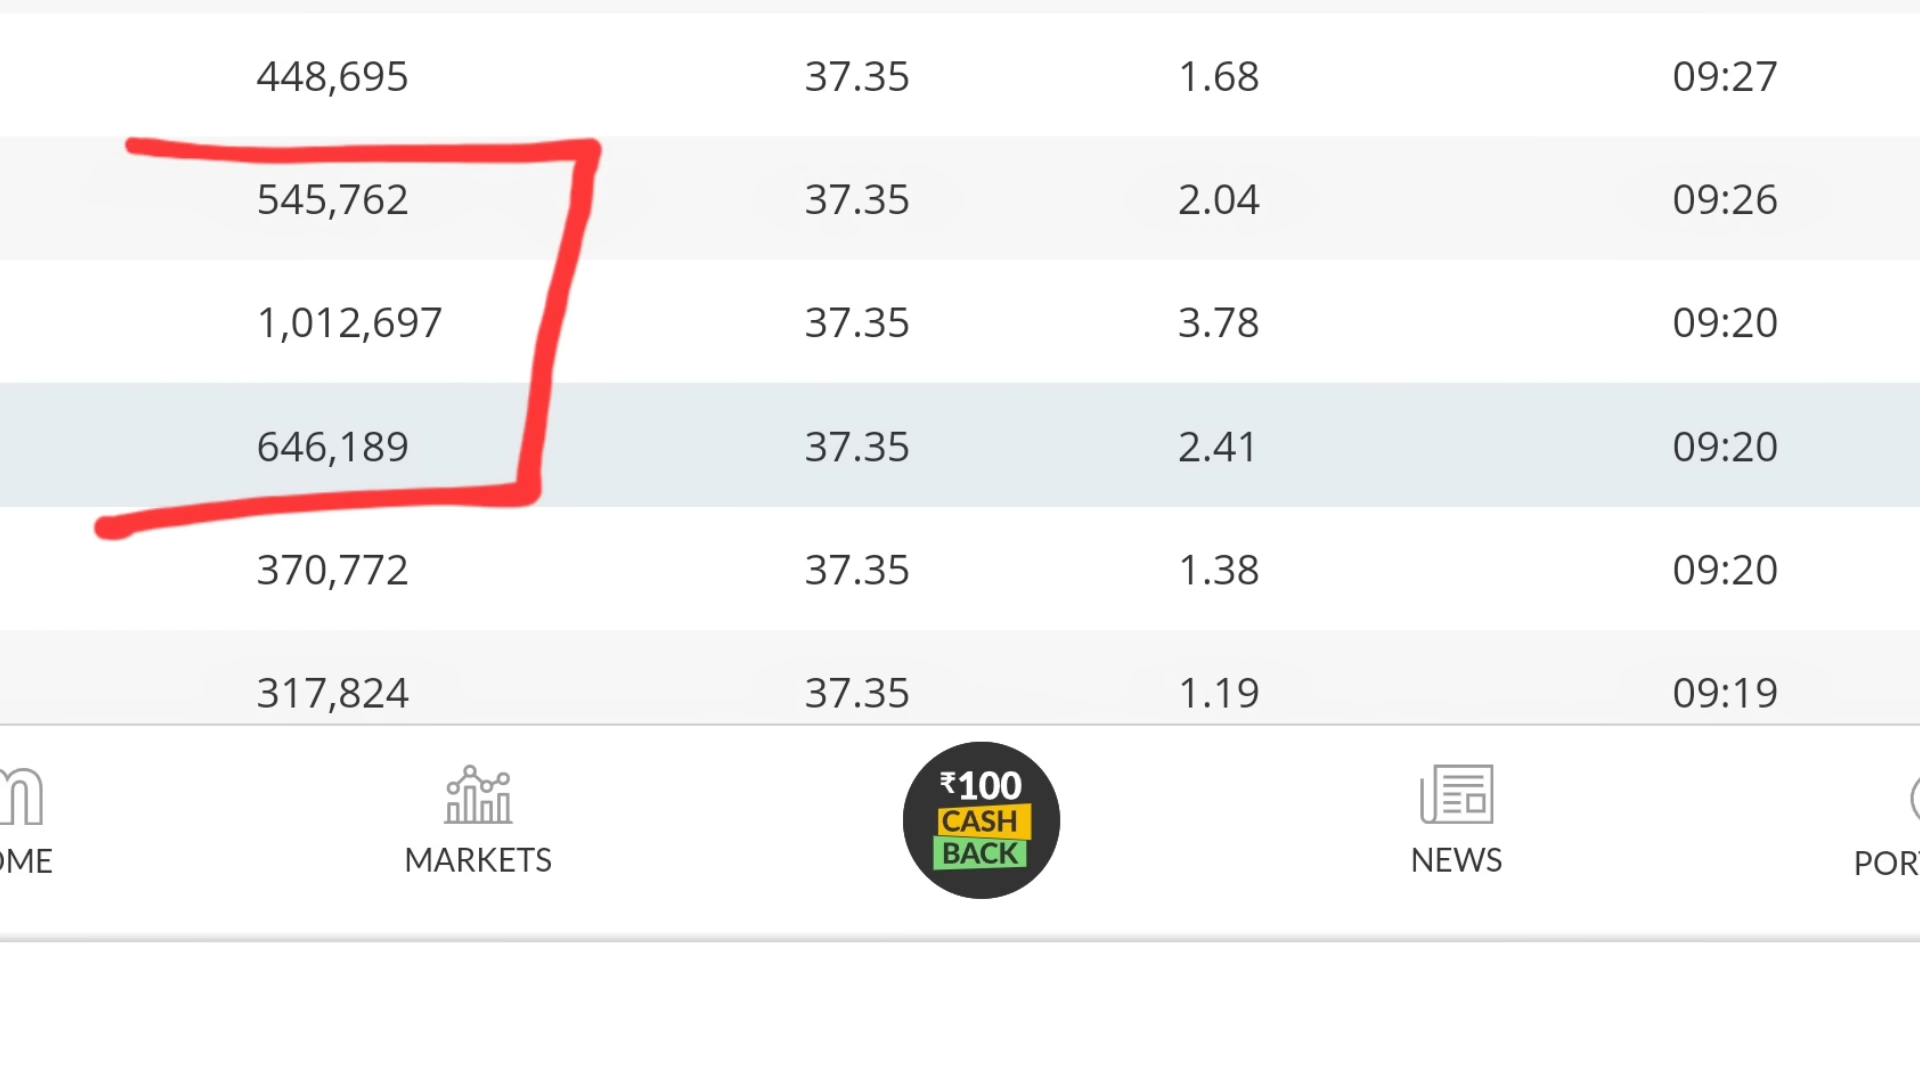 448,695 37.35 1.68 09:27
545,762 37.35 2.04 09:26
1,012,697 37.35 3.78 09:20
646,189 37.35 2.41 09:20
370,772 37.35 1.38 09:20
317,824 37.35 1.19 09:19
₹100
CASH
BACK
m
OME MARKETS NEWS POR